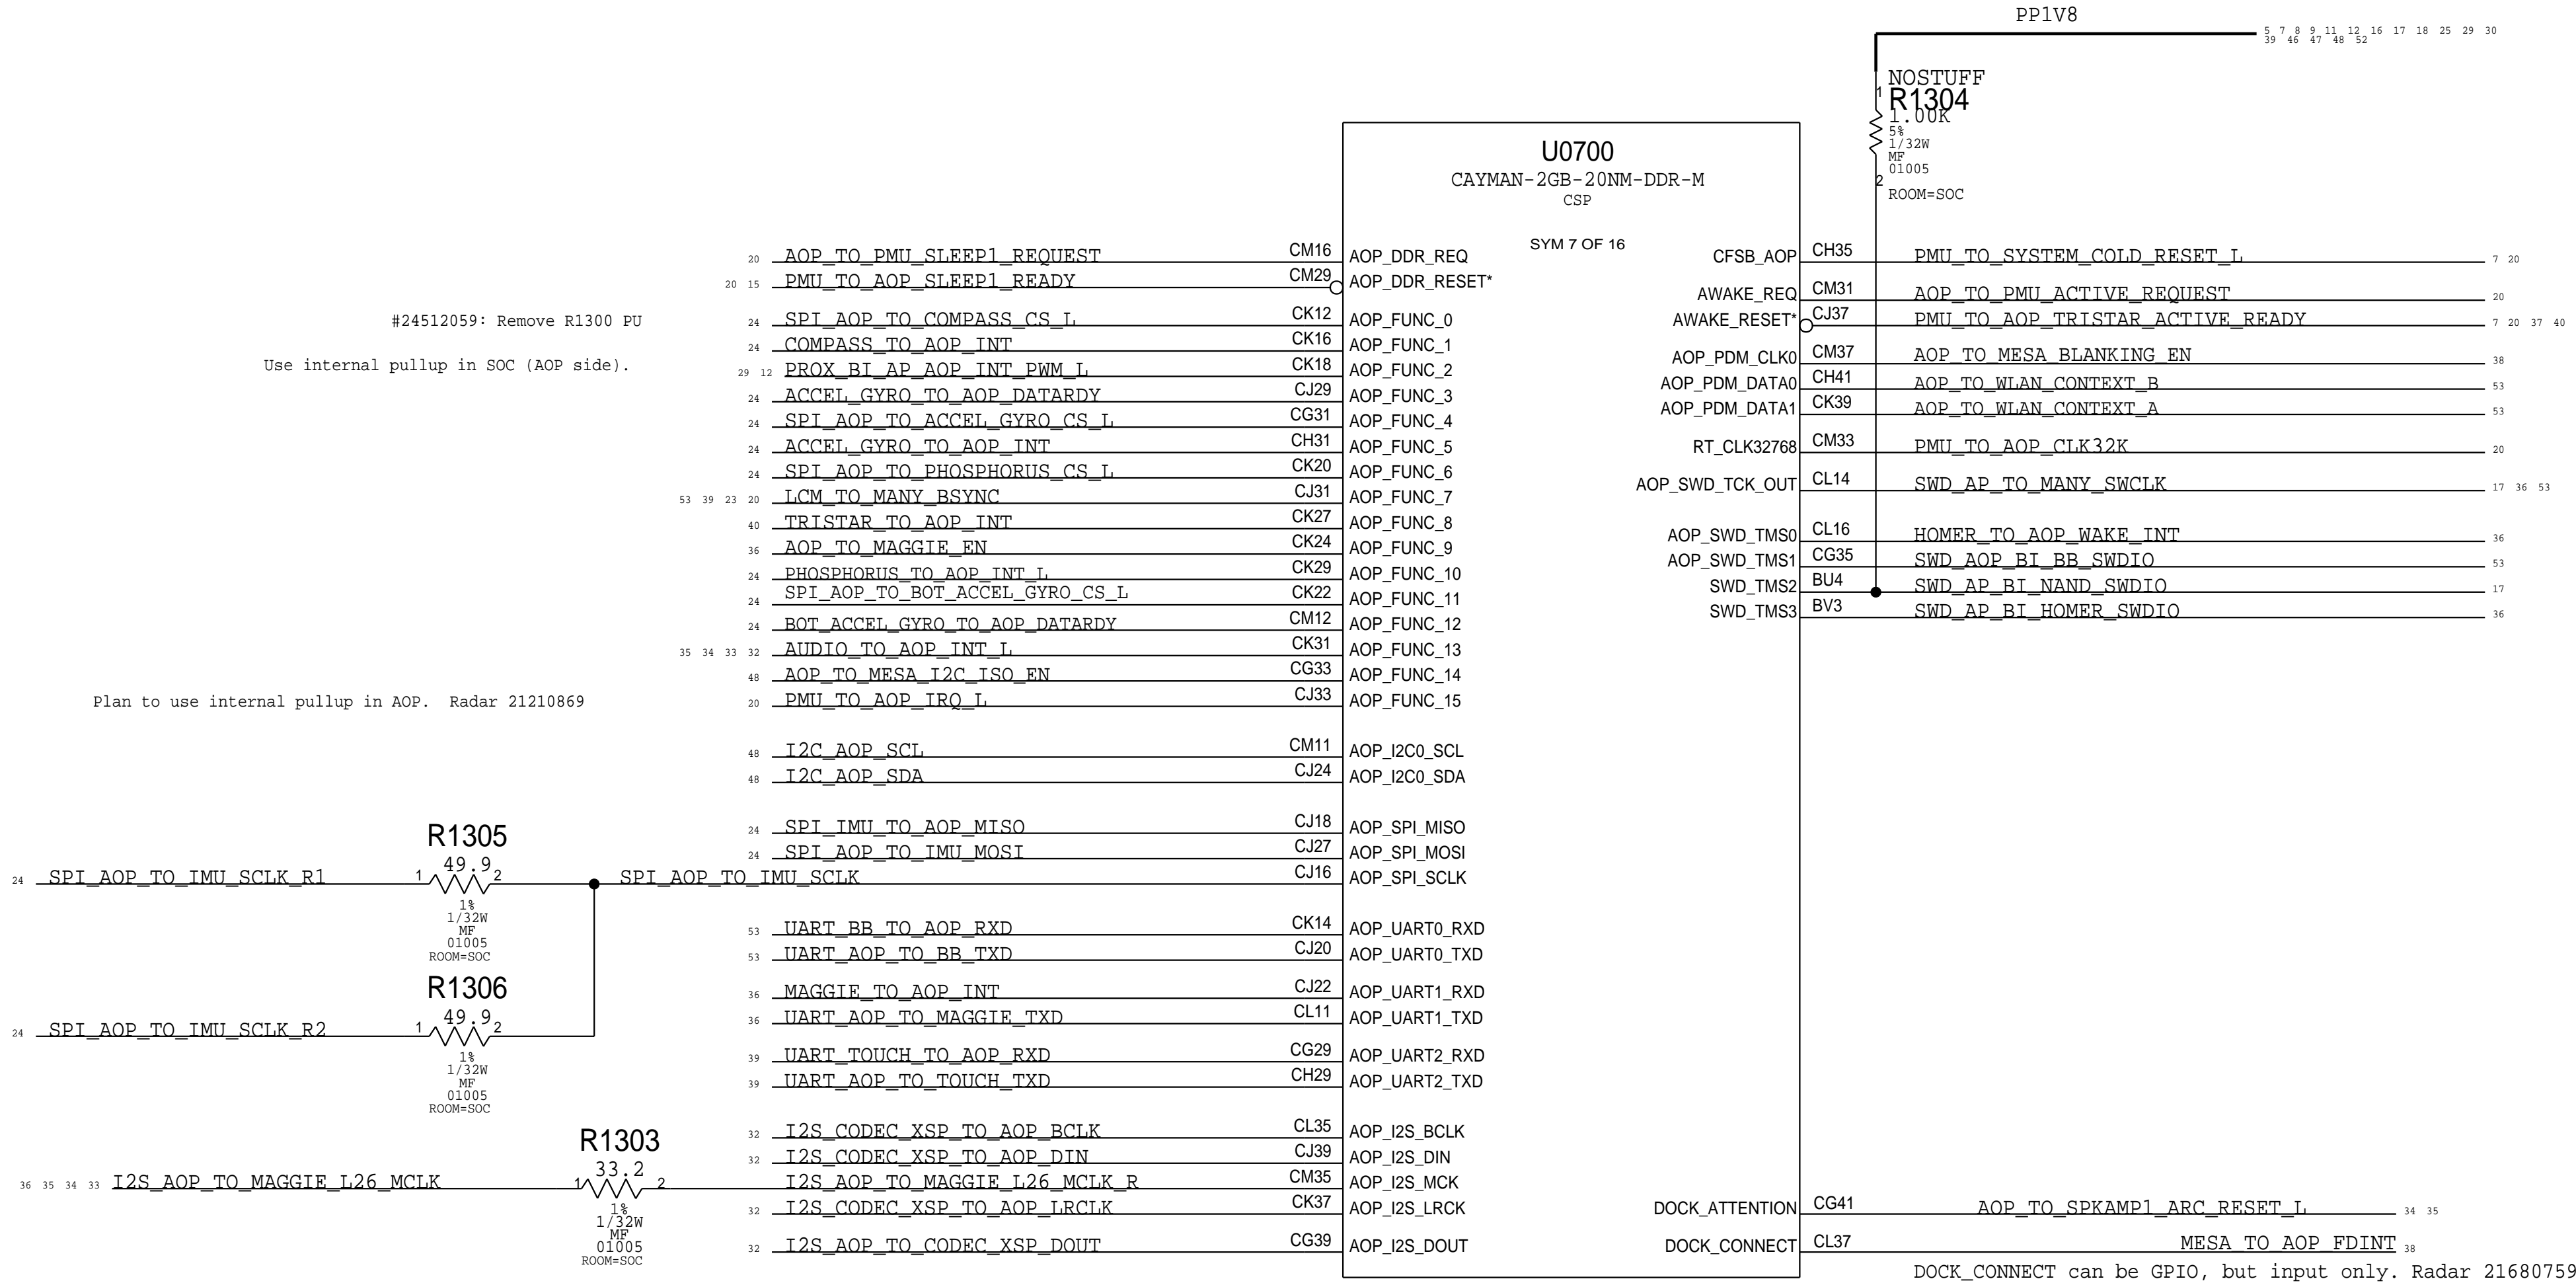 PP1V8
5 7 8 9 11 12 16 17 18 25 29 30
39 46 47 48 52
NOSTUFF
R1304
1.00K
5%
1/32W
MF
01005
ROOM=SOC
1
2
U0700
CAYMAN-2GB-20NM-DDR-M
CSP
SYM 7 OF 16
20 AOP_TO_PMU_SLEEP1_REQUEST CM16 AOP_DDR_REQ
20 15 PMU_TO_AOP_SLEEP1_READY CM29 AOP_DDR_RESET*
#24512059: Remove R1300 PU
Use internal pullup in SOC (AOP side).
24 SPI_AOP_TO_COMPASS_CS_L CK12 AOP_FUNC_0
24 COMPASS_TO_AOP_INT CK16 AOP_FUNC_1
29 12 PROX_BI_AP_AOP_INT_PWM_L CK18 AOP_FUNC_2
24 ACCEL_GYRO_TO_AOP_DATARDY CJ29 AOP_FUNC_3
24 SPI_AOP_TO_ACCEL_GYRO_CS_L CG31 AOP_FUNC_4
24 ACCEL_GYRO_TO_AOP_INT CH31 AOP_FUNC_5
24 SPI_AOP_TO_PHOSPHORUS_CS_L CK20 AOP_FUNC_6
53 39 23 20 LCM_TO_MANY_BSYNC CJ31 AOP_FUNC_7
40 TRISTAR_TO_AOP_INT CK27 AOP_FUNC_8
36 AOP_TO_MAGGIE_EN CK24 AOP_FUNC_9
24 PHOSPHORUS_TO_AOP_INT_L CK29 AOP_FUNC_10
24 SPI_AOP_TO_BOT_ACCEL_GYRO_CS_L CK22 AOP_FUNC_11
24 BOT_ACCEL_GYRO_TO_AOP_DATARDY CM12 AOP_FUNC_12
35 34 33 32 AUDIO_TO_AOP_INT_L CK31 AOP_FUNC_13
48 AOP_TO_MESA_I2C_ISO_EN CG33 AOP_FUNC_14
Plan to use internal pullup in AOP. Radar 21210869
20 PMU_TO_AOP_IRQ_L CJ33 AOP_FUNC_15
48 I2C_AOP_SCL CM11 AOP_I2C0_SCL
48 I2C_AOP_SDA CJ24 AOP_I2C0_SDA
24 SPI_IMU_TO_AOP_MISO CJ18 AOP_SPI_MISO
24 SPI_AOP_TO_IMU_MOSI CJ27 AOP_SPI_MOSI
R1305
49.9
24 SPI_AOP_TO_IMU_SCLK_R1 1 2 SPI_AOP_TO_IMU_SCLK CJ16 AOP_SPI_SCLK
1%
1/32W
MF
01005
ROOM=SOC
53 UART_BB_TO_AOP_RXD CK14 AOP_UART0_RXD
53 UART_AOP_TO_BB_TXD CJ20 AOP_UART0_TXD
R1306
49.9
24 SPI_AOP_TO_IMU_SCLK_R2 1 2
1%
1/32W
MF
01005
ROOM=SOC
36 MAGGIE_TO_AOP_INT CJ22 AOP_UART1_RXD
36 UART_AOP_TO_MAGGIE_TXD CL11 AOP_UART1_TXD
39 UART_TOUCH_TO_AOP_RXD CG29 AOP_UART2_RXD
39 UART_AOP_TO_TOUCH_TXD CH29 AOP_UART2_TXD
32 I2S_CODEC_XSP_TO_AOP_BCLK CL35 AOP_I2S_BCLK
32 I2S_CODEC_XSP_TO_AOP_DIN CJ39 AOP_I2S_DIN
R1303
33.2
36 35 34 33 I2S_AOP_TO_MAGGIE_L26_MCLK 1 2 I2S_AOP_TO_MAGGIE_L26_MCLK_R CM35 AOP_I2S_MCK
1%
1/32W
MF
01005
ROOM=SOC
32 I2S_CODEC_XSP_TO_AOP_LRCLK CK37 AOP_I2S_LRCK
32 I2S_AOP_TO_CODEC_XSP_DOUT CG39 AOP_I2S_DOUT
CFSB_AOP CH35 PMU_TO_SYSTEM_COLD_RESET_L 7 20
AWAKE_REQ CM31 AOP_TO_PMU_ACTIVE_REQUEST 20
AWAKE_RESET* CJ37 PMU_TO_AOP_TRISTAR_ACTIVE_READY 7 20 37 40
AOP_PDM_CLK0 CM37 AOP_TO_MESA_BLANKING_EN 38
AOP_PDM_DATA0 CH41 AOP_TO_WLAN_CONTEXT_B 53
AOP_PDM_DATA1 CK39 AOP_TO_WLAN_CONTEXT_A 53
RT_CLK32768 CM33 PMU_TO_AOP_CLK32K 20
AOP_SWD_TCK_OUT CL14 SWD_AP_TO_MANY_SWCLK 17 36 53
AOP_SWD_TMS0 CL16 HOMER_TO_AOP_WAKE_INT 36
AOP_SWD_TMS1 CG35 SWD_AOP_BI_BB_SWDIO 53
SWD_TMS2 BU4 SWD_AP_BI_NAND_SWDIO 17
SWD_TMS3 BV3 SWD_AP_BI_HOMER_SWDIO 36
DOCK_ATTENTION CG41 AOP_TO_SPKAMP1_ARC_RESET_L 34 35
DOCK_CONNECT CL37 MESA_TO_AOP_FDINT 38
DOCK_CONNECT can be GPIO, but input only. Radar 21680759